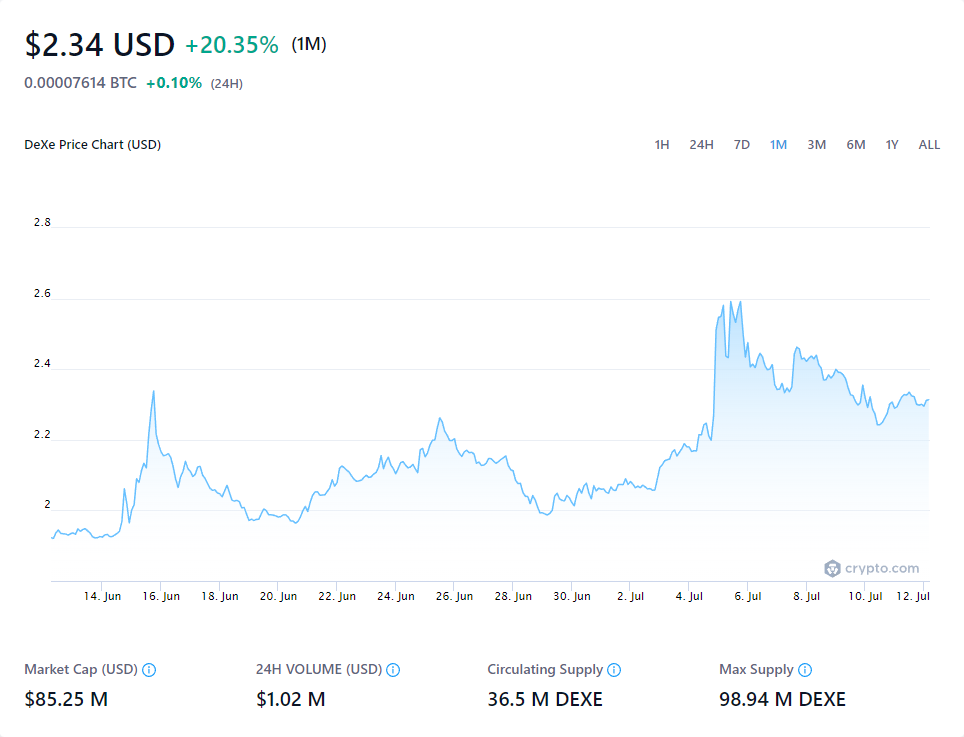 $2.34 USD +20.35% (1M)
0.00007614 BTC +0.10% (24H)
DeXe Price Chart (USD) 1H 24H 7D 1M 3M 6M 1Y ALL
2.8
2.6
2.4
2.2
2
crypto.com
14. Jun 16. Jun 18. Jun 20. Jun 22. Jun 24. Jun 26. Jun 28. Jun 30. Jun 2. Jul 4. Jul 6. Jul 8. Jul 10. Jul 12. Jul
Market Cap (USD) 24H VOLUME (USD) Circulating Supply Max Supply
$85.25 M $1.02 M 36.5 M DEXE 98.94 M DEXE